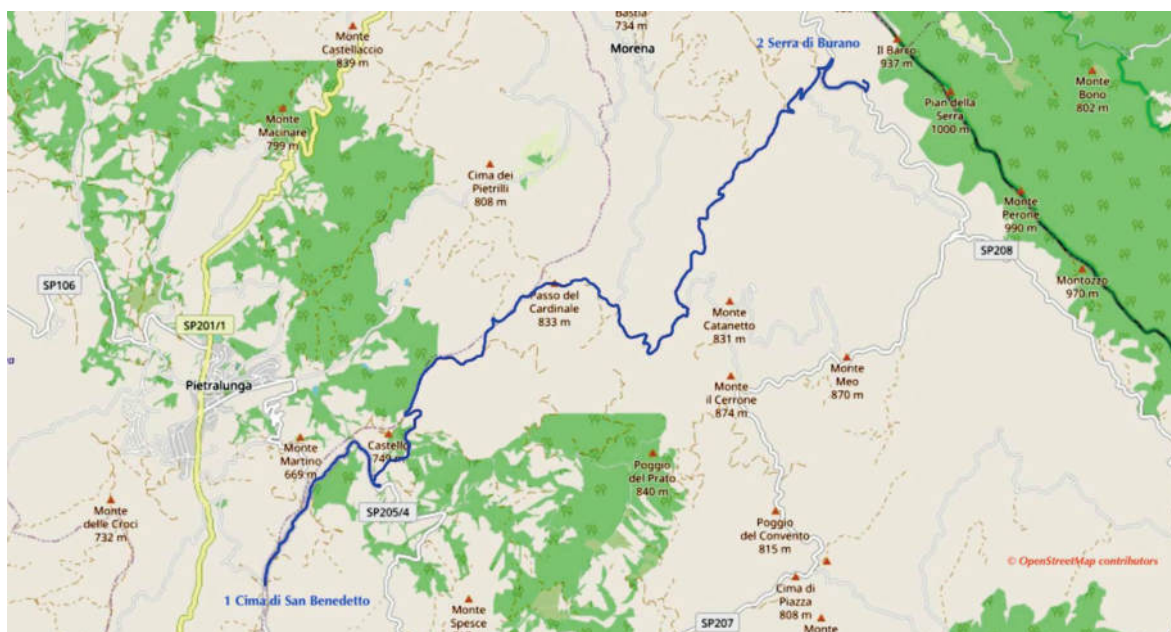 Bastia
734 m
Morena
2 Serra di Burano
Il Barco
937 m
Monte
Castellaccio
839 m
Monte
Bono
802 m
Pian della
Serra
1000 m
Monte
Macinare
799 m
Cima dei
Pietrilli
808 m
Monte
Perone
990 m
SP208
Montozzo
970 m
SP106
Passo del
Cardinale
833 m
Monte
Catanetto
831 m
SP201/1
Pietralunga
Monte
Meo
870 m
Monte
il Cerrone
874 m
Castello
749 m
Monte
Martino
669 m
Poggio
del Prato
840 m
Monte
delle Croci
732 m
SP205/4
Poggio
del Convento
815 m
© OpenStreetMap contributors
1 Cima di San Benedetto
Cima di
Piazza
808 m
Monte
Spesce
SP207
Monte